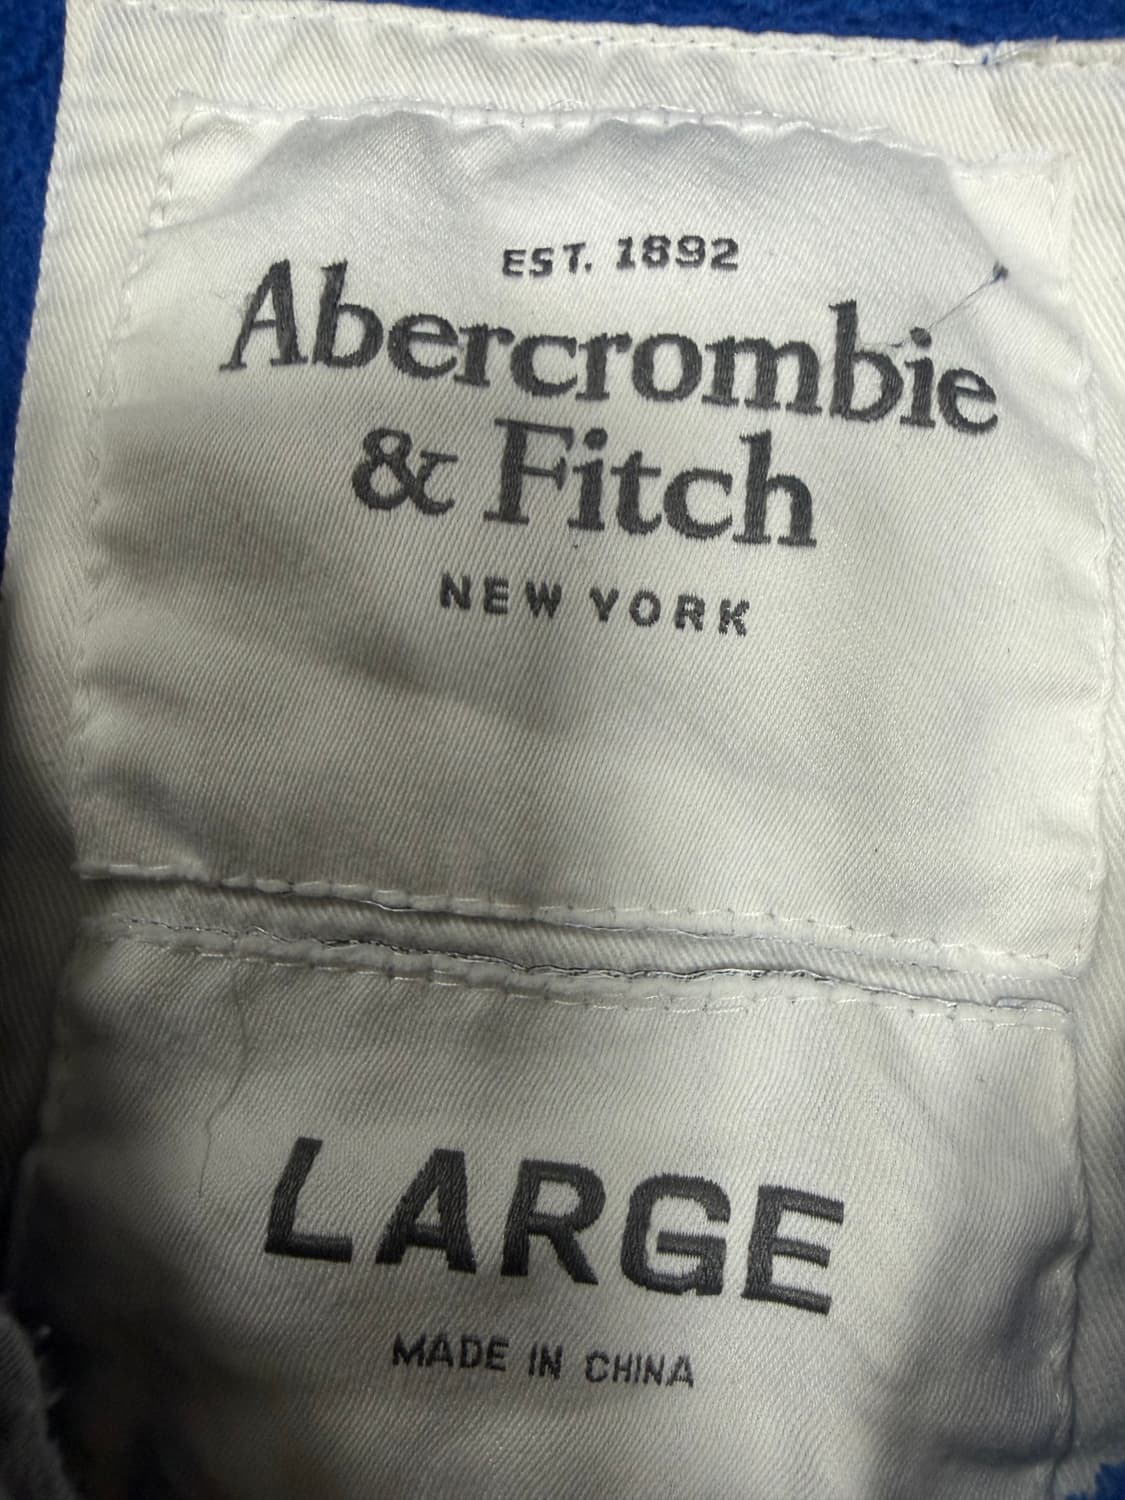 EST. 1892
Abercrombie
& Fitch
NEW YORK
LARGE
MADE IN CHINA